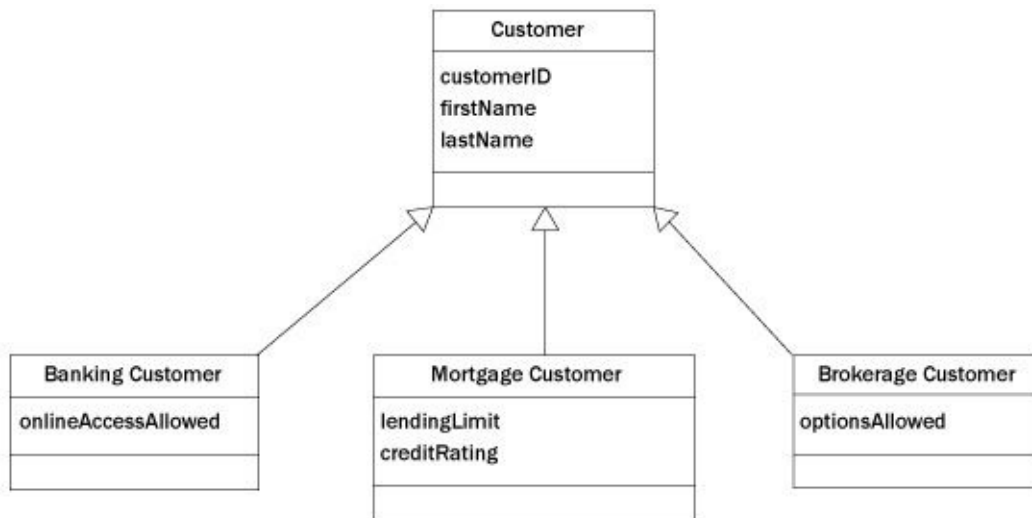 Customer
customerID
firstName
lastName
Banking Customer
onlineAccessAllowed
Mortgage Customer
lendingLimit
creditRating
Brokerage Customer
optionsAllowed